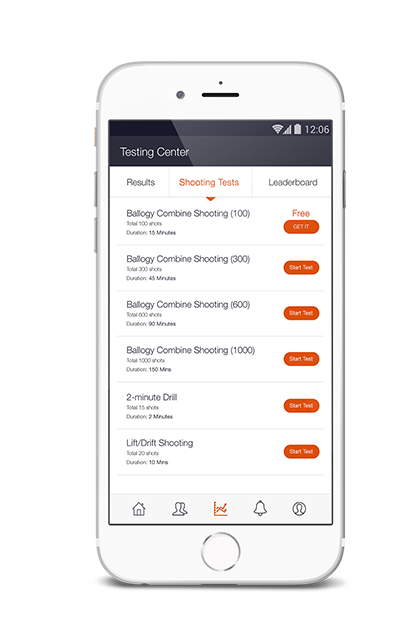 12:06
Testing Center
Results
Shooting Tests
Leaderboard
Ballogy Combine Shooting (100)
Total 100 shots
Duration: 15 Minutes
Free
GET IT
Ballogy Combine Shooting (300)
Total 300 shots
Duration: 45 Minutes
Start Test
Ballogy Combine Shooting (600)
Total 600 shots
Duration: 90 Minutes
Start Test
Ballogy Combine Shooting (1000)
Total 1000 shots
Duration: 150 Mins
Start Test
2-minute Drill
Total 15 shots
Duration: 2 Minutes
Start Test
Lift/Drift Shooting
Total 20 shots
Duration: 10 Mins
Start Test